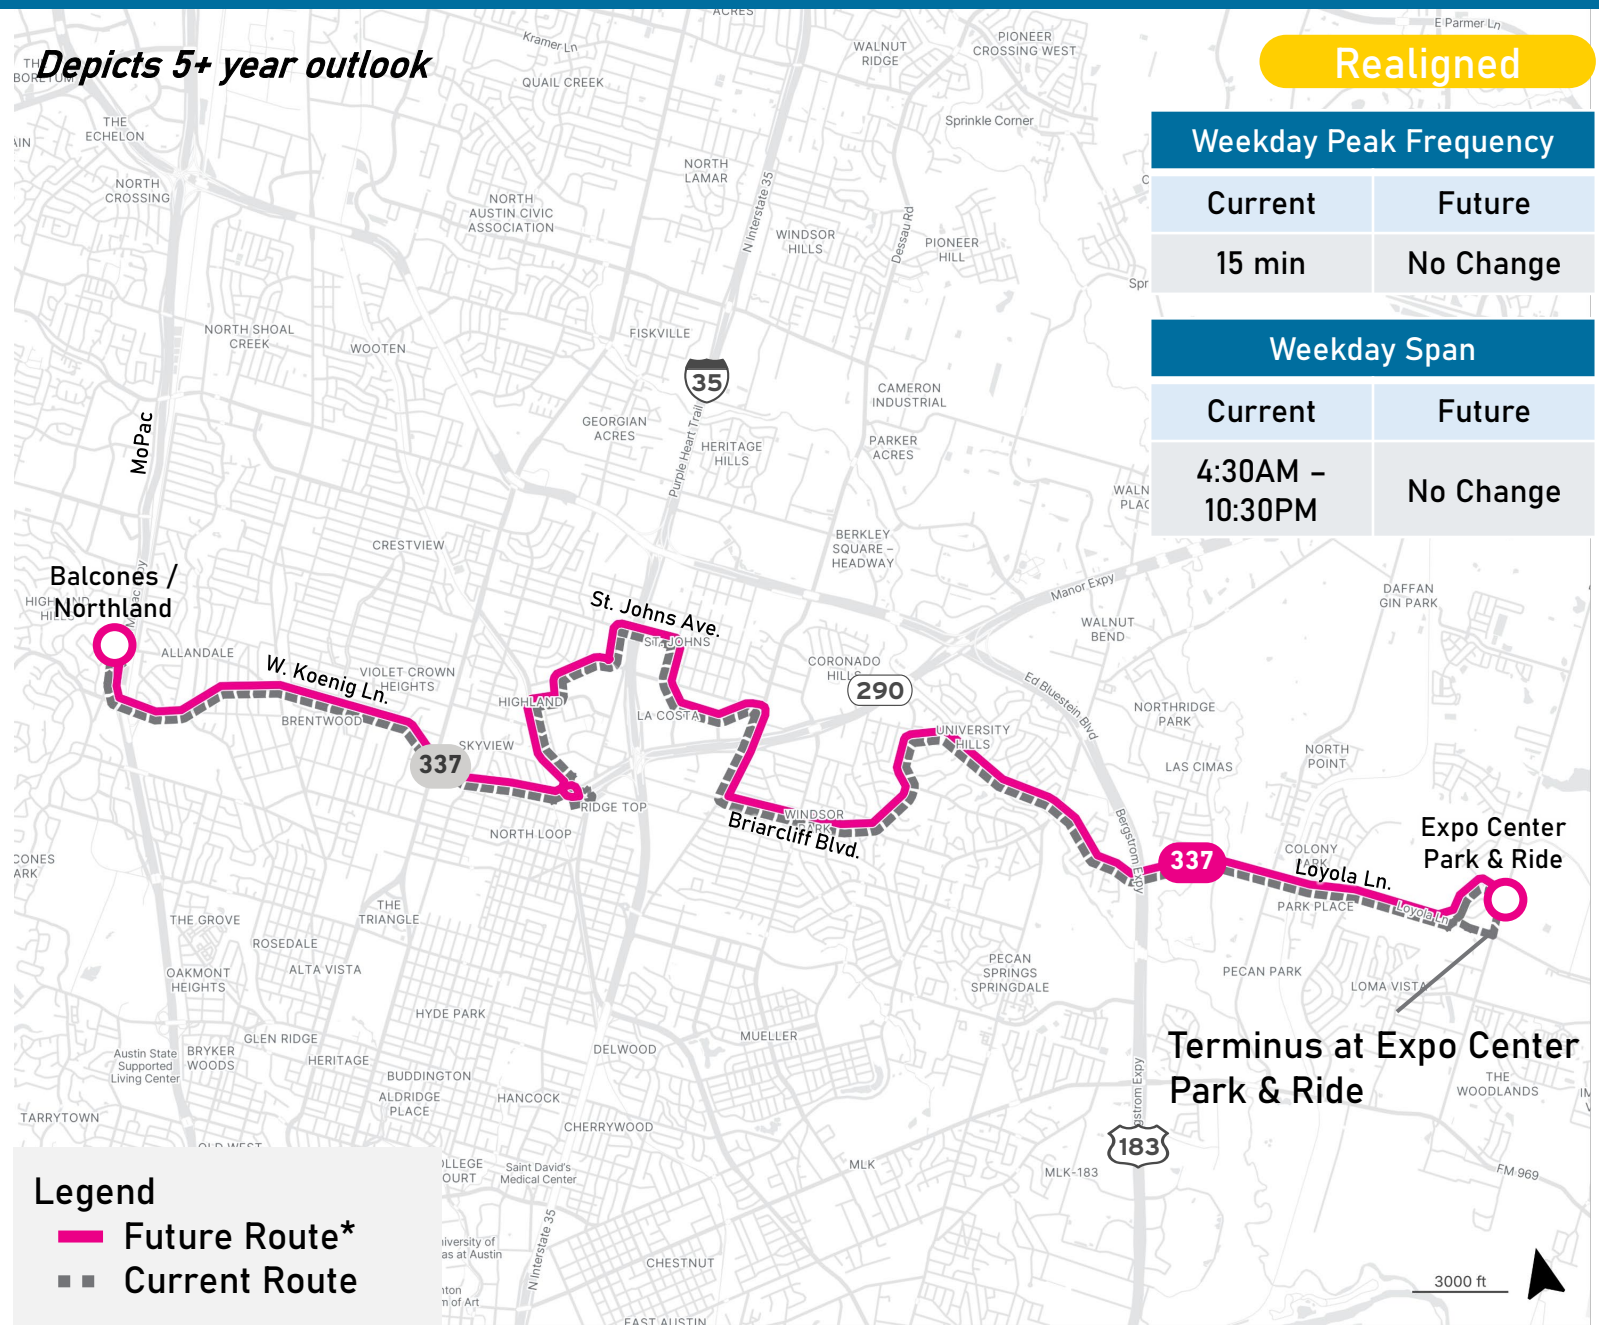 Depicts 5+ year outlook
Realigned
Weekday Peak Frequency
Current
Future
15 min
No Change
Weekday Span
Current
Future
4:30AM –
10:30PM
No Change
ACRES
E Parmer Ln
Kramer Ln
QUAIL CREEK
WALNUT
RIDGE
PIONEER
CROSSING WEST
Sprinkle Corner
THE
ECHELON
NORTH
CROSSING
NORTH
LAMAR
NORTH
AUSTIN CIVIC
ASSOCIATION
N Interstate 35
WINDSOR
HILLS
Dessau Rd
PIONEER
HILL
NORTH SHOAL
CREEK
WOOTEN
FISKVILLE
35
CAMERON
INDUSTRIAL
MoPac
GEORGIAN
ACRES
Purple Heart Trail
HERITAGE
HILLS
PARKER
ACRES
CRESTVIEW
BERKLEY
SQUARE –
HEADWAY
Manor Expy
DAFFAN
GIN PARK
Balcones /
Northland
St. Johns Ave.
ST. JOHNS
WALNUT
BEND
ALLANDALE
W. Koenig Ln.
VIOLET CROWN
HEIGHTS
CORONADO
HILLS
290
Ed Bluestein Blvd
NORTHRIDGE
PARK
HIGHLAND
LA COSTA
BRENTWOOD
SKYVIEW
UNIVERSITY
HILLS
337
LAS CIMAS
NORTH
POINT
RIDGE TOP
NORTH LOOP
WINDSOR
PARK
Briarcliff Blvd.
Bergstrom Expy
337
COLONY
PARK
Loyola Ln.
Expo Center
Park & Ride
PARK PLACE
Loyola Ln
THE GROVE
THE
TRIANGLE
ROSEDALE
OAKMONT
HEIGHTS
ALTA VISTA
PECAN
SPRINGS
SPRINGDALE
PECAN PARK
LOMA VISTA
HYDE PARK
GLEN RIDGE
MUELLER
Terminus at Expo Center
Park & Ride
Austin State
Supported
Living Center
BRYKER
WOODS
HERITAGE
DELWOOD
BUDDINGTON
THE
WOODLANDS
ALDRIDGE
PLACE
HANCOCK
TARRYTOWN
CHERRYWOOD
183
MLK
MLK-183
FM 969
Saint David's
Medical Center
N Interstate 35
CHESTNUT
EAST AUSTIN
Legend
Future Route*
Current Route
3000 ft